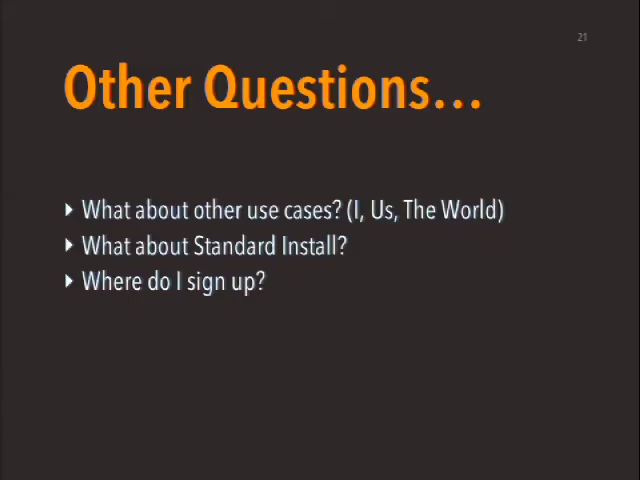 21
Other Questions...
What about other use cases? (I, Us, The World)
What about Standard Install?
Where do I sign up?